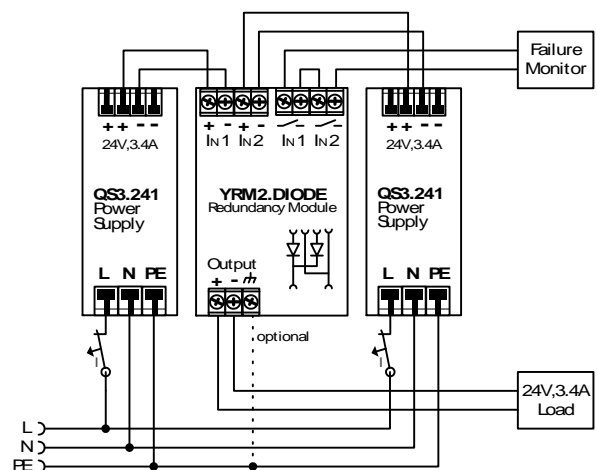 Failure
Monitor
+ + - -
24V,3.4A
QS3.241
Power
Supply
L N PE
+ - + -
IN1 IN2 IN1 IN2
YRM2.DIODE
Redundancy Module
Output
+ -
optional
+ + - -
24V,3.4A
QS3.241
Power
Supply
L N PE
I
I
24V,3.4A
Load
L
N
PE